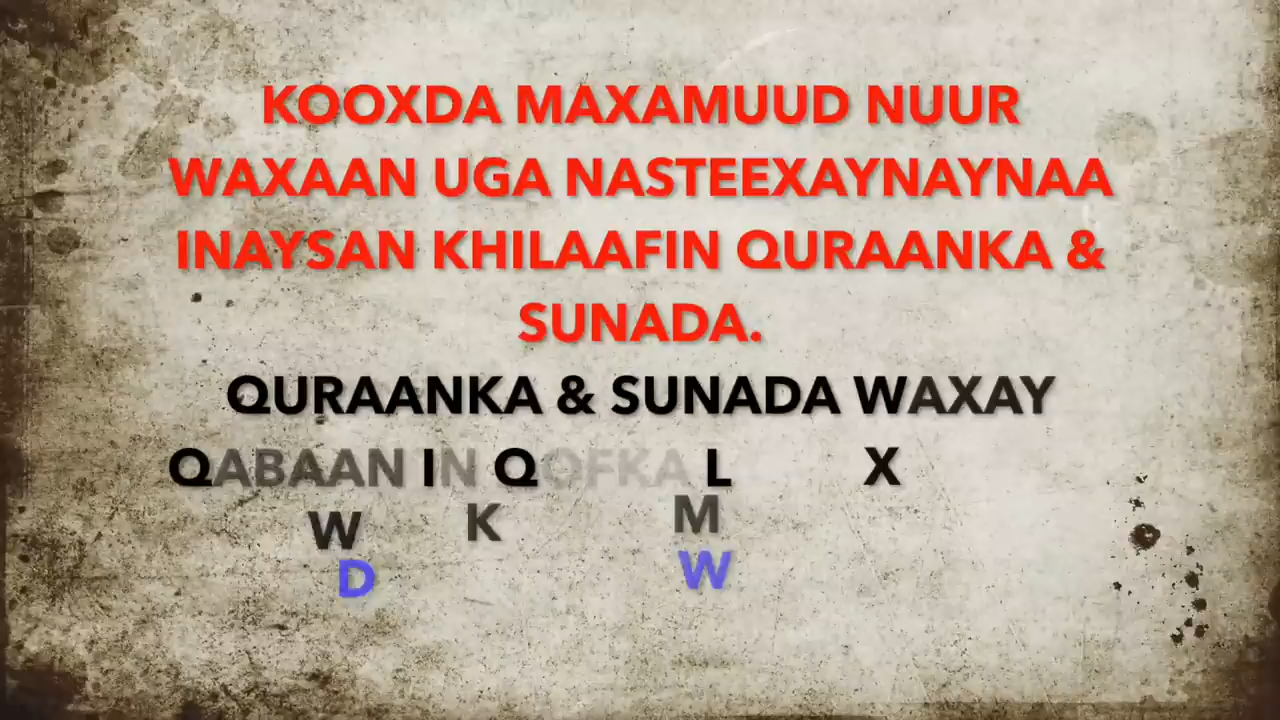 KOOXDA MAXAMUUD NUUR
WAXAAN UGA NASTEEXAYNAYNAA
INAYSAN KHILAAFIN QURAANKA &
SUNADA.
QURAANKA & SUNADA WAXAY
QABAAN IN QOFKA L X
W K M
D W